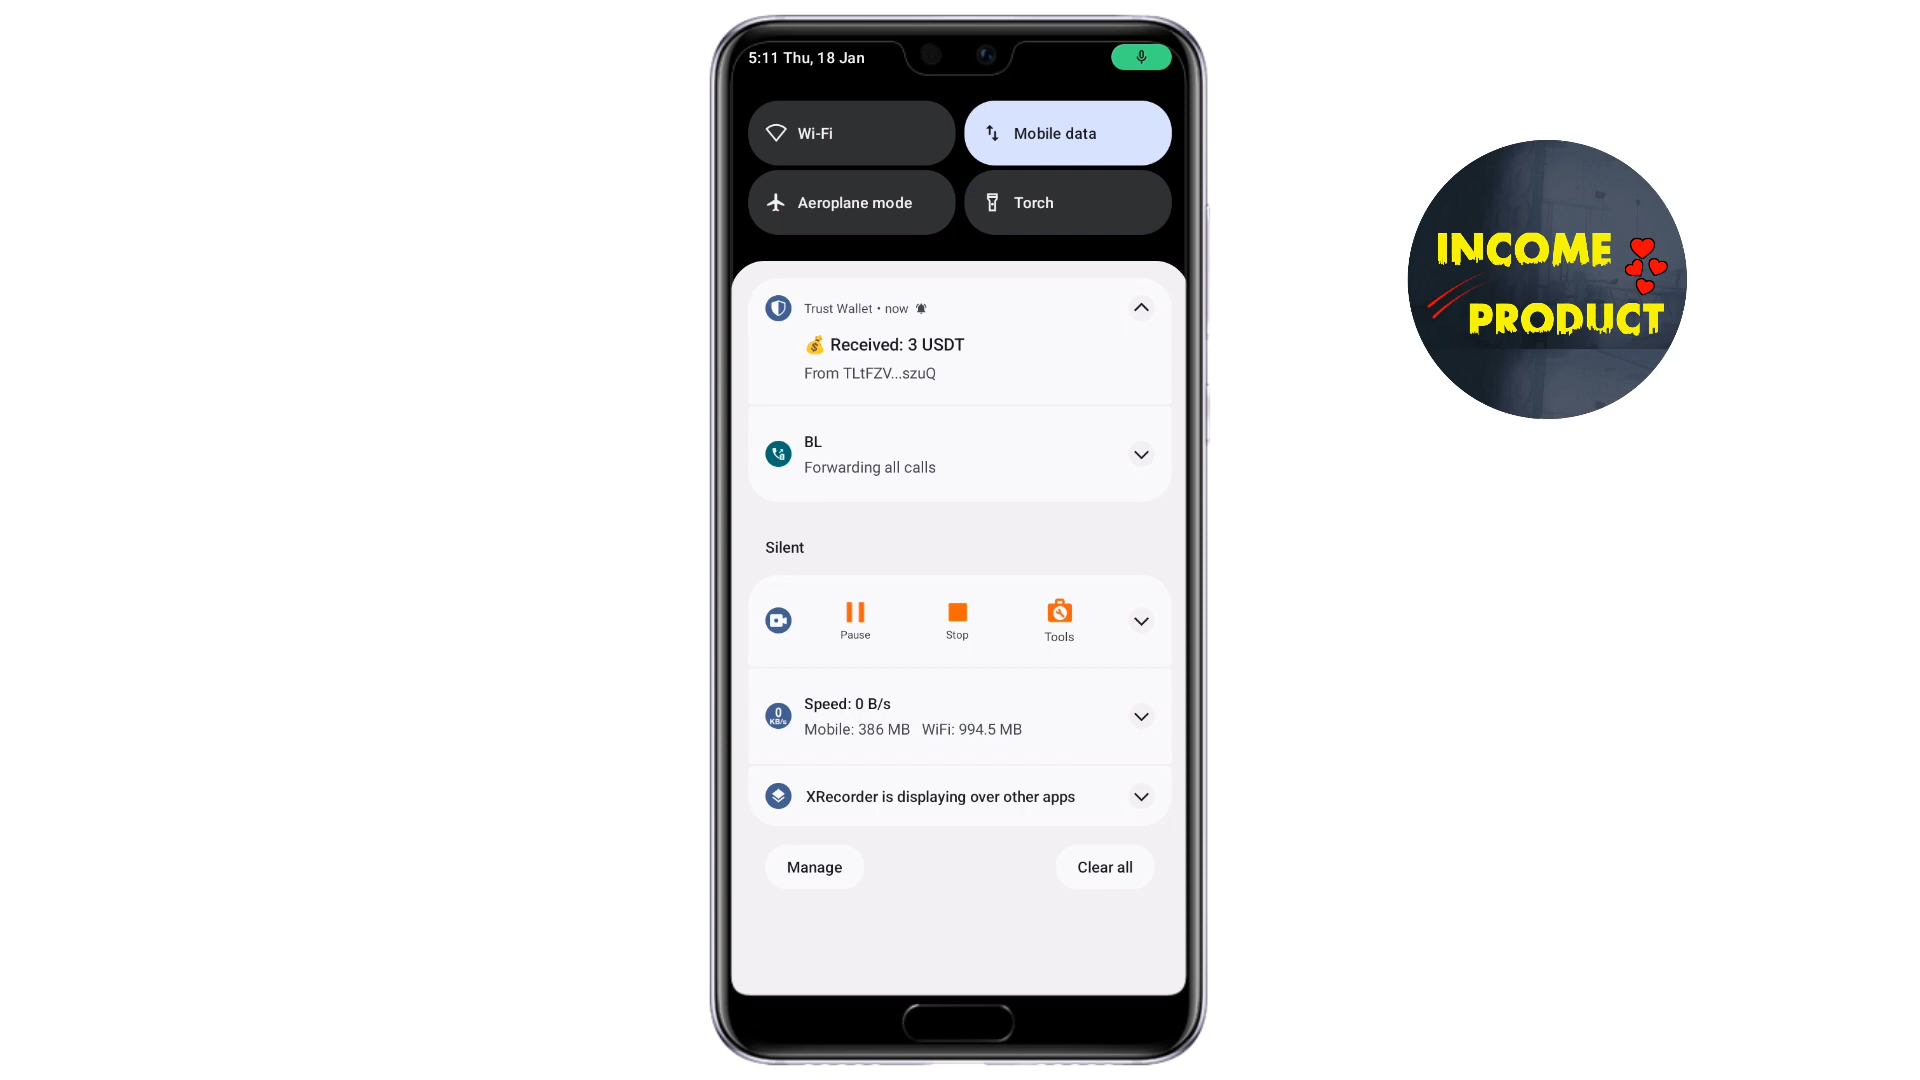 5:11 Thu, 18 Jan
Wi-Fi
Mobile data
Aeroplane mode
Torch
Trust Wallet • now
💰 Received: 3 USDT
From TLtFZV...szuQ
BL
Forwarding all calls
Silent
Pause
Stop
Tools
0
KB/s
Speed: 0 B/s
Mobile: 386 MB WiFi: 994.5 MB
XRecorder is displaying over other apps
Manage
Clear all
INCOME
PRODUCT